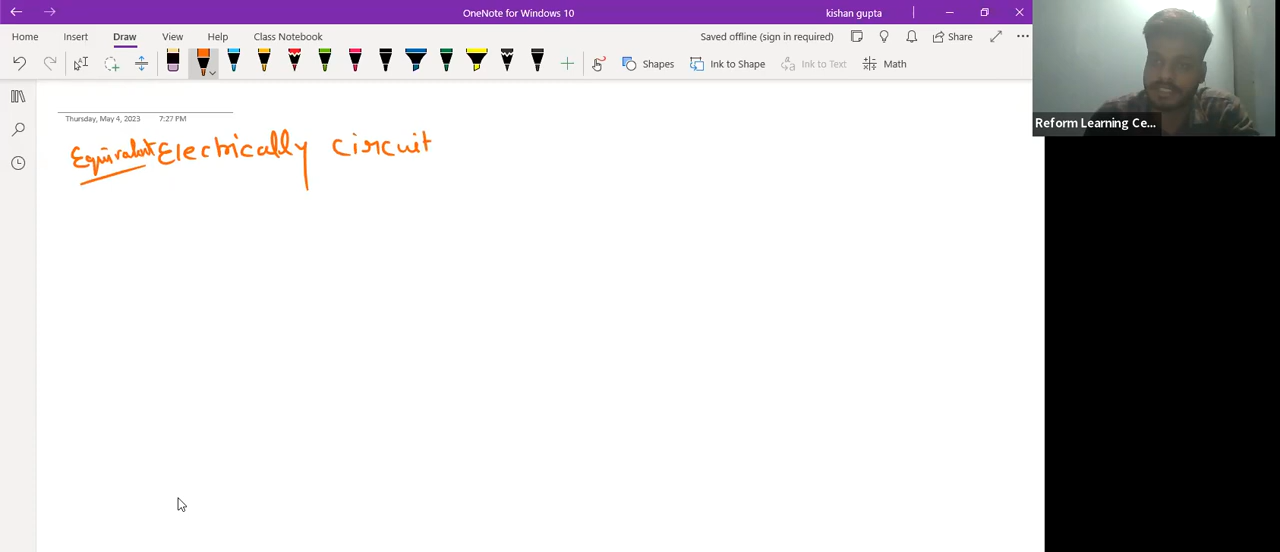 OneNote for Windows 10
kishan gupta
Home Insert Draw View Help Class Notebook
Saved offline (sign in required) Share
Shapes Ink to Shape Ink to Text Math
Thursday, May 4, 2023 7:27 PM
Equivalent Electrically circuit
Reform Learning Ce...